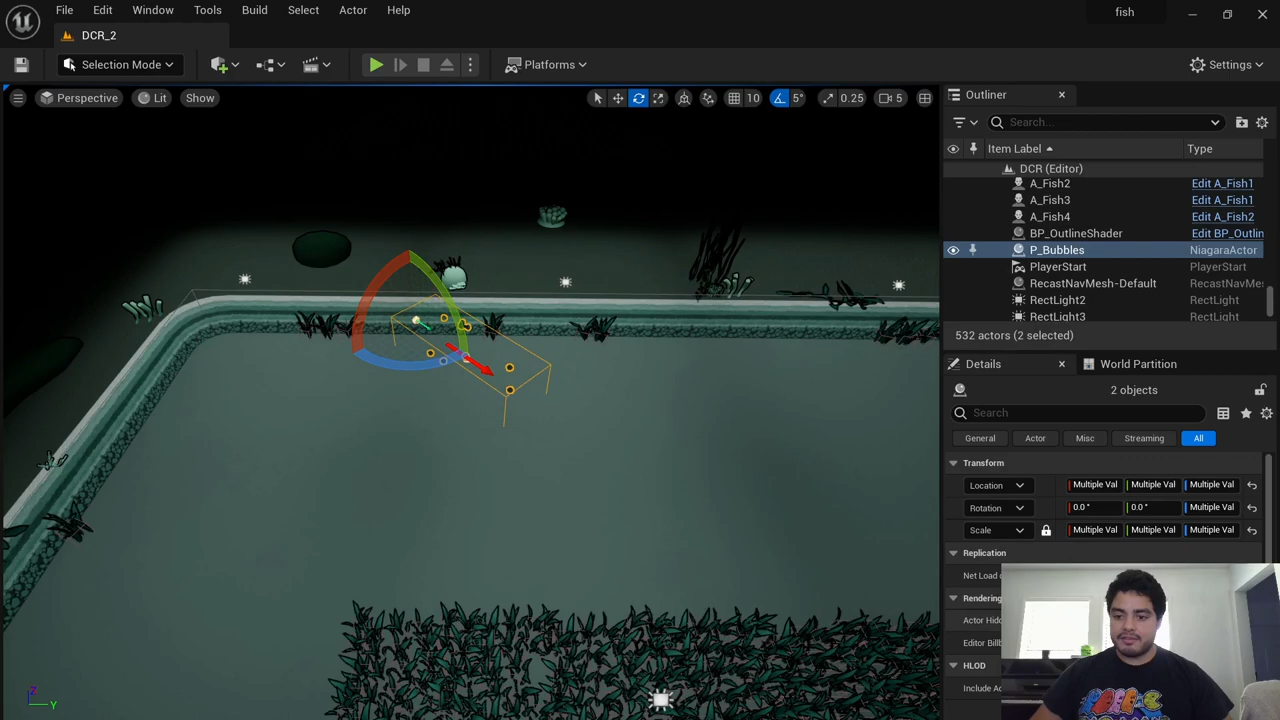 File Edit Window Tools Build Select Actor Help fish
DCR_2
Selection Mode Platforms Settings
Perspective Lit Show 10 5° 0.25 5
Outliner
Search...
Item Label Type
DCR (Editor)
A_Fish2 Edit A_Fish1
A_Fish3 Edit A_Fish1
A_Fish4 Edit A_Fish2
BP_OutlineShader Edit BP_Outlin
P_Bubbles NiagaraActor
PlayerStart PlayerStart
RecastNavMesh-Default RecastNavMe
RectLight2 RectLight
RectLight3 RectLight
532 actors (2 selected)
Details World Partition
2 objects
Search
General Actor Misc Streaming All
Transform
Location Multiple Val Multiple Val Multiple Val
Rotation 0.0 ° 0.0 ° Multiple Val
Scale Multiple Val Multiple Val Multiple Val
Replication
Net Load
Rendering
Actor Hid
Editor Billb
HLOD
Include Ac
Z
Y